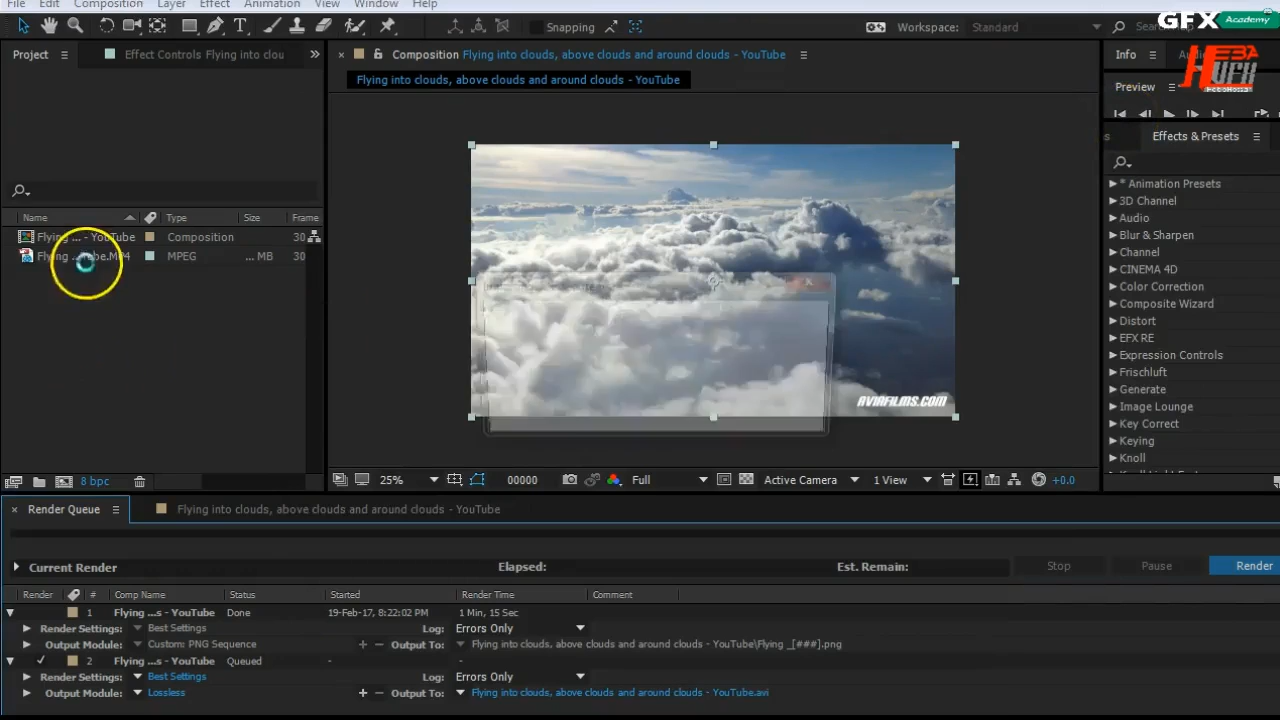 File Edit Composition Layer Effect Animation View Window Help
GFX Academy
Snapping
Workspace: Standard
Project
Effect Controls Flying into clou
Composition Flying into clouds, above clouds and around clouds - YouTube
Info
Flying into clouds, above clouds and around clouds - YouTube
Preview
Effects & Presets
Name Type Size Frame
Flying ... - YouTube Composition 30
MPEG ... MB 30
* Animation Presets
3D Channel
Audio
Blur & Sharpen
Channel
CINEMA 4D
Color Correction
Composite Wizard
Distort
EFX RE
Expression Controls
Frischluft
Generate
Image Lounge
Key Correct
Keying
Knoll
AVIAFILMS.COM
8 bpc
25% 00000 Full Active Camera 1 View +0.0
Render Queue
Flying into clouds, above clouds and around clouds - YouTube
Current Render Elapsed: Est. Remain: Stop Pause Render
Render # Comp Name Status Started Render Time Comment
1 Flying ...s - YouTube Done 19-Feb-17, 8:22:02 PM 1 Min, 15 Sec
Render Settings: Best Settings Log: Errors Only
Output Module: Custom: PNG Sequence + – Output To: Flying into clouds, above clouds and around clouds - YouTube\Flying _[###].png
2 Flying ...s - YouTube Queued - -
Render Settings: Best Settings Log: Errors Only
Output Module: Lossless + – Output To: Flying into clouds, above clouds and around clouds - YouTube.avi